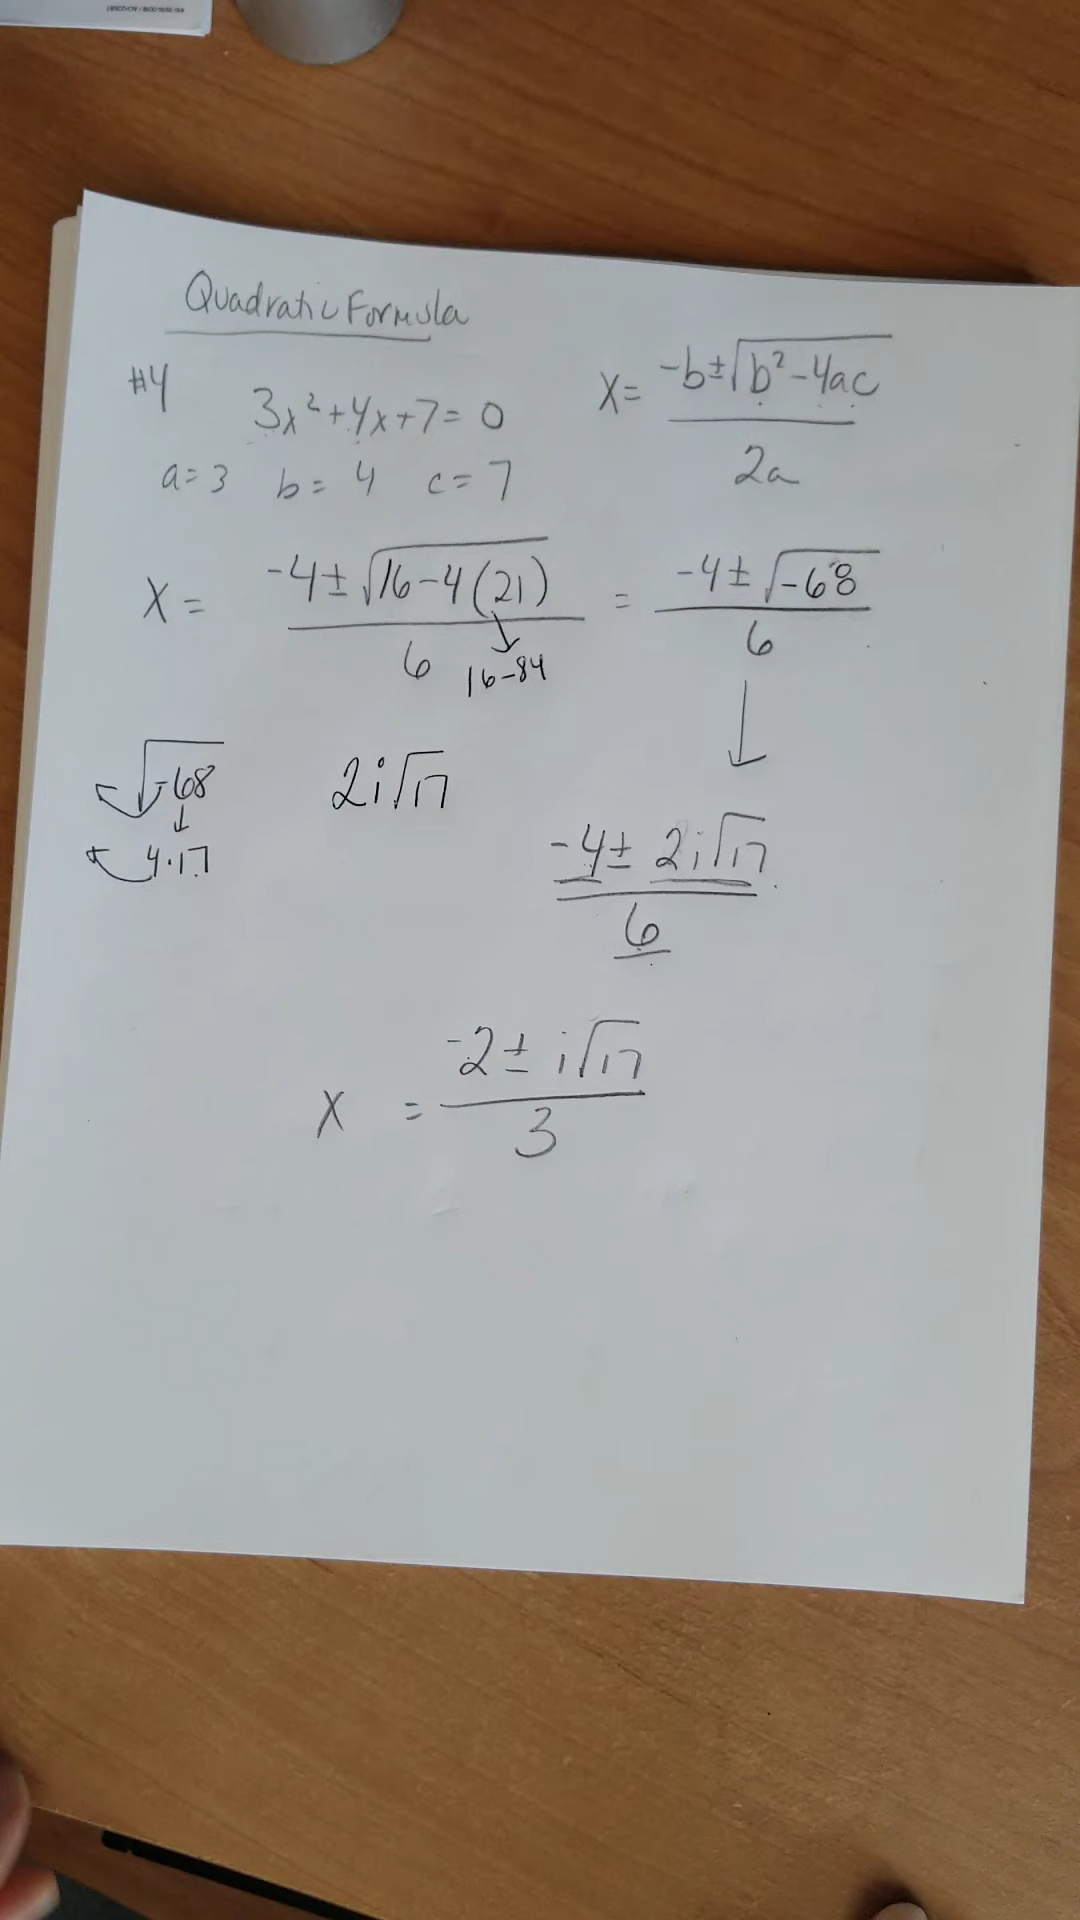 Quadratic Formula
#4
3x²+4x+7=0
x= -b±√b²-4ac / 2a
a=3 b=4 c=7
x= -4±√16-4(21) / 6 = -4±√-68 / 6
16-84
√-68 2i√17
4·17
-4±2i√17 / 6
x = -2±i√17 / 3